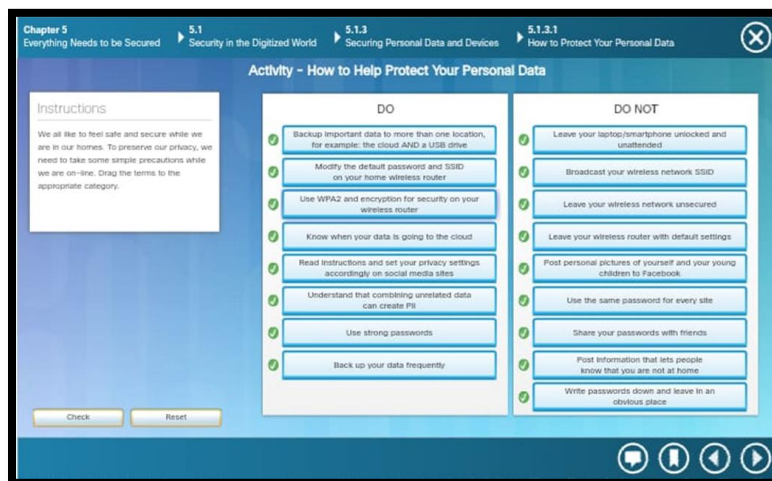 Chapter 5
Everything Needs to be Secured
5.1
Security in the Digitized World
5.1.3
Securing Personal Data and Devices
5.1.3.1
How to Protect Your Personal Data
Activity - How to Help Protect Your Personal Data
Instructions
We all like to feel safe and secure while we
are in our homes. To preserve our privacy, we
need to take some simple precautions while
we are on-line. Drag the terms to the
appropriate category.
Check
Reset
DO
Backup important data to more than one location,
for example: the cloud AND a USB drive
Modify the default password and SSID
on your home wireless router
Use WPA2 and encryption for security on your
wireless router
Know when your data is going to the cloud
Read instructions and set your privacy settings
accordingly on social media sites
Understand that combining unrelated data
can create PII
Use strong passwords
Back up your data frequently
DO NOT
Leave your laptop/smartphone unlocked and
unattended
Broadcast your wireless network SSID
Leave your wireless network unsecured
Leave your wireless router with default settings
Post personal pictures of yourself and your young
children to Facebook
Use the same password for every site
Share your passwords with friends
Post information that lets people
know that you are not at home
Write passwords down and leave in an
obvious place